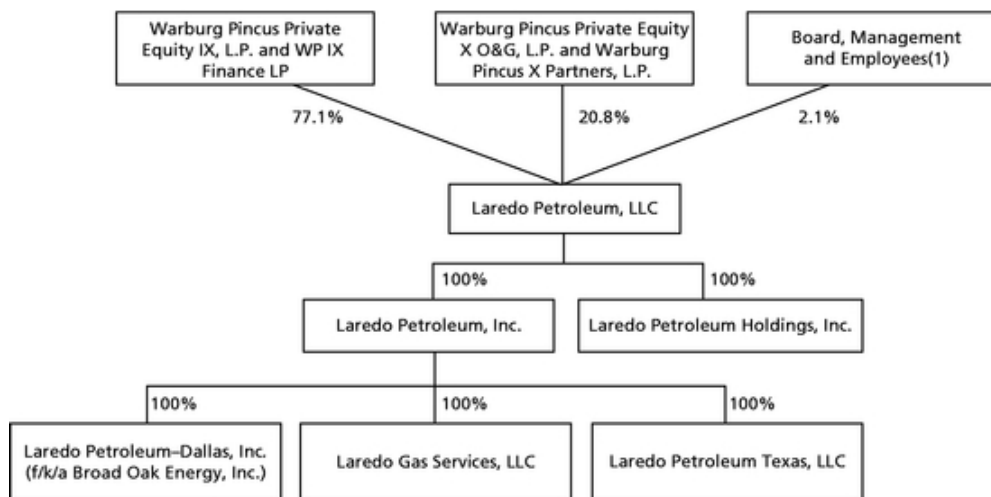 Warburg Pincus Private
Equity IX, L.P. and WP IX
Finance LP
Warburg Pincus Private Equity
X O&G, L.P. and Warburg
Pincus X Partners, L.P.
Board, Management
and Employees(1)
77.1%
20.8%
2.1%
Laredo Petroleum, LLC
100%
100%
Laredo Petroleum, Inc.
Laredo Petroleum Holdings, Inc.
100%
100%
100%
Laredo Petroleum–Dallas, Inc.
(f/k/a Broad Oak Energy, Inc.)
Laredo Gas Services, LLC
Laredo Petroleum Texas, LLC